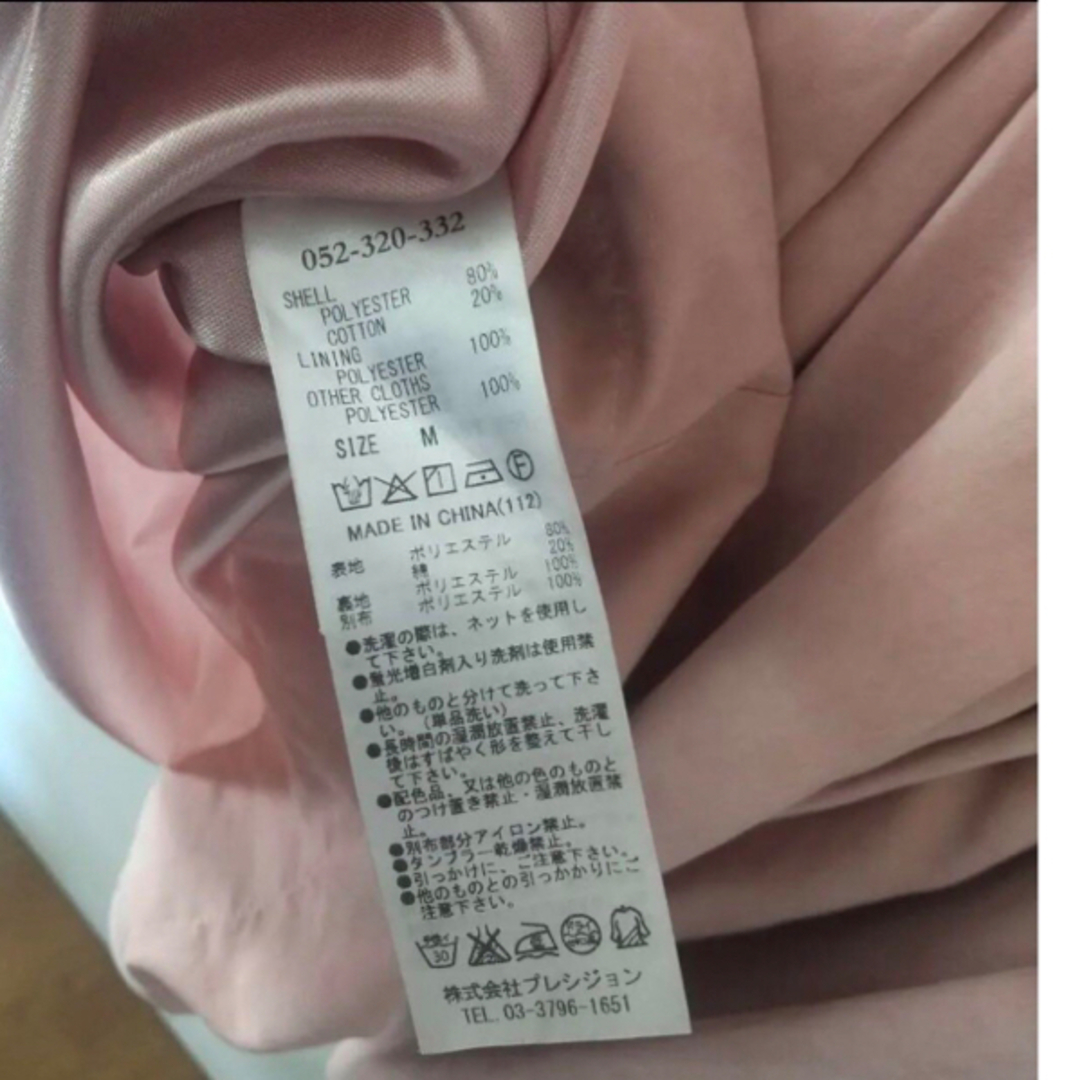 052-320-332
SHELL
POLYESTER 80%
COTTON 20%
LINING
POLYESTER 100%
OTHER CLOTHS
POLYESTER 100%
SIZE M
MADE IN CHINA(112)
表地 ポリエステル 80%
綿 20%
裏地 ポリエステル 100%
別布 ポリエステル 100%
●洗濯の際は、ネットを使用し
て下さい。
●蛍光増白剤入り洗剤は使用禁
止。
●他のものと分けて洗って下さ
い。(単品洗い)
●長時間の湿潤放置禁止、洗濯
後はすばやく形を整えて干し
て下さい。
●配色品、又は他の色のものと
のつけ置き禁止・湿潤放置禁
止。
●別布部分アイロン禁止。
●タンブラー乾燥禁止。
●引っかけに、ご注意下さい。
●他のものとの引っかかりにご
注意下さい。
30
株式会社プレシジョン
TEL. 03-3796-1651